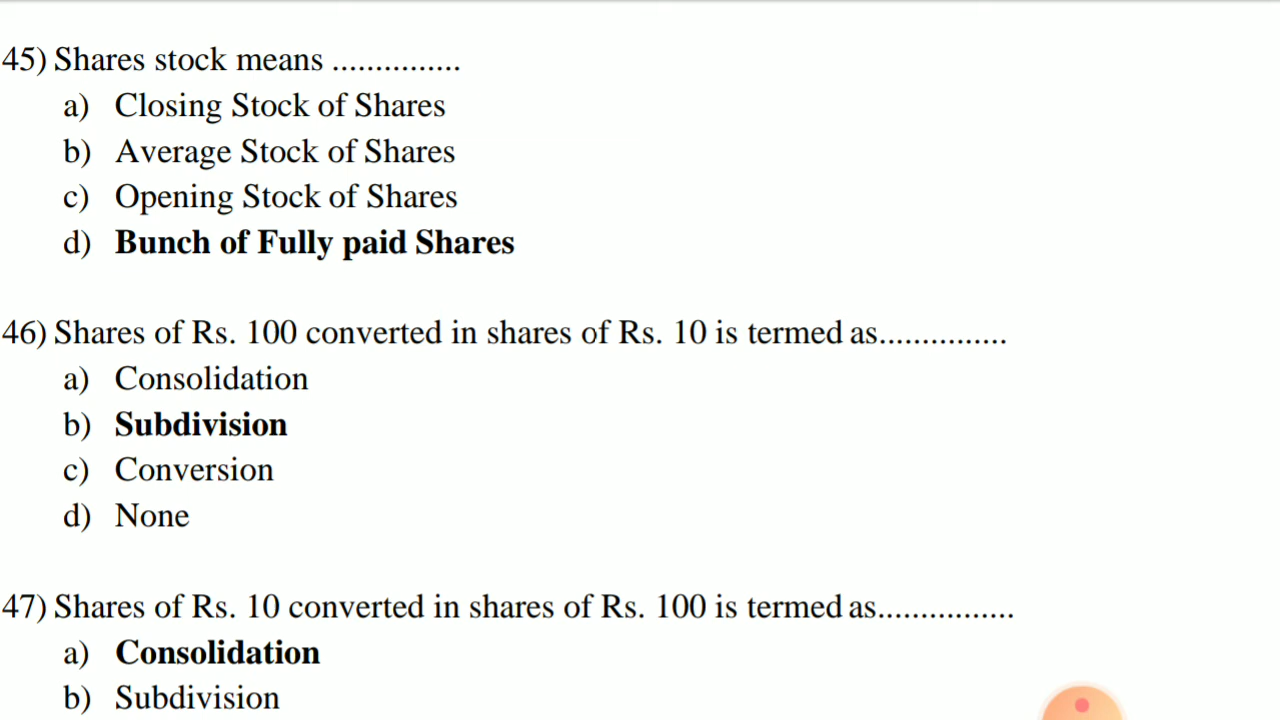 45) Shares stock means ...............
a) Closing Stock of Shares
b) Average Stock of Shares
c) Opening Stock of Shares
d) Bunch of Fully paid Shares
46) Shares of Rs. 100 converted in shares of Rs. 10 is termed as...............
a) Consolidation
b) Subdivision
c) Conversion
d) None
47) Shares of Rs. 10 converted in shares of Rs. 100 is termed as................
a) Consolidation
b) Subdivision